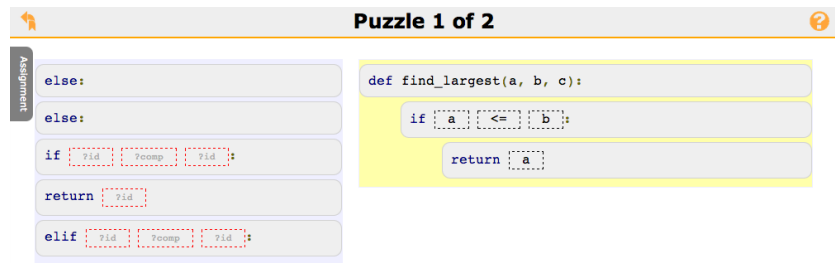 Puzzle 1 of 2
?
Assignment
else:
else:
if ?id ?comp ?id :
return ?id
elif ?id ?comp ?id :
def find_largest(a, b, c):
if a <= b :
return a